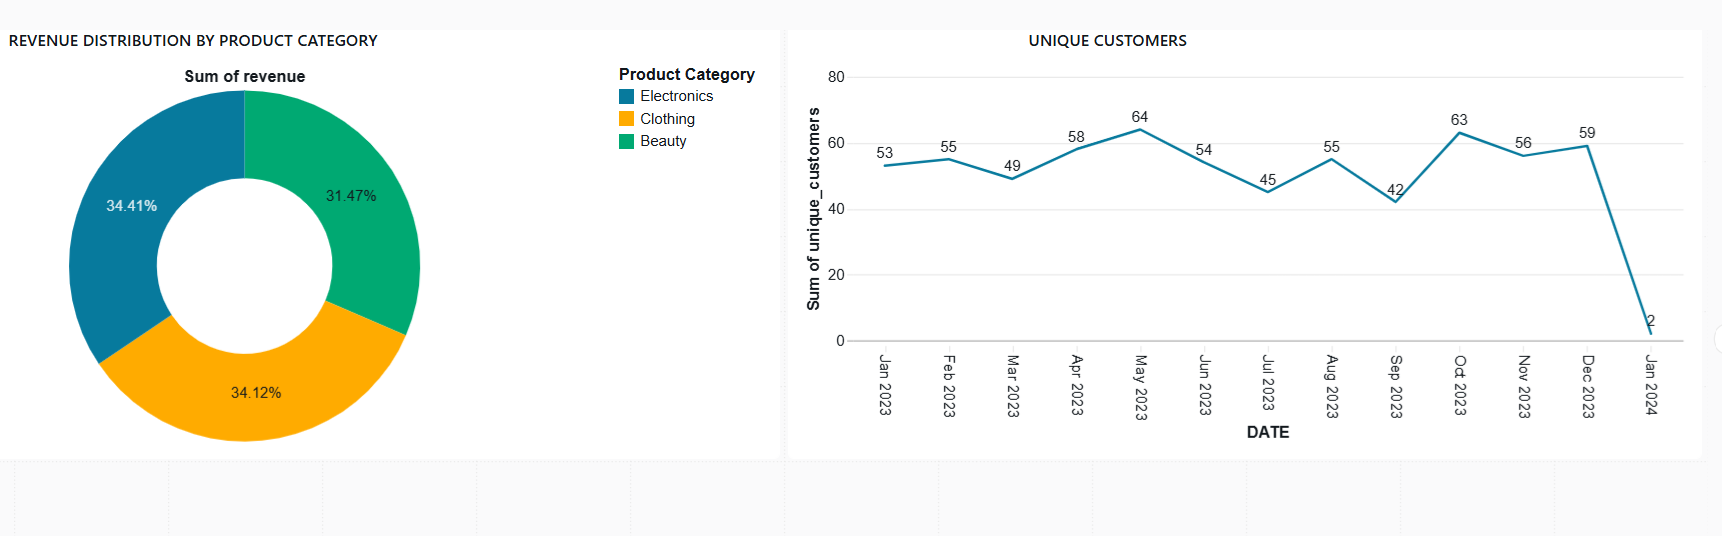 REVENUE DISTRIBUTION BY PRODUCT CATEGORY
Sum of revenue
Product Category
Electronics
Clothing
Beauty
34.41%
31.47%
34.12%
UNIQUE CUSTOMERS
Sum of unique_customers
80
60
40
20
0
53
55
49
58
64
54
45
55
42
63
56
59
2
Jan 2023
Feb 2023
Mar 2023
Apr 2023
May 2023
Jun 2023
Jul 2023
Aug 2023
Sep 2023
Oct 2023
Nov 2023
Dec 2023
Jan 2024
DATE